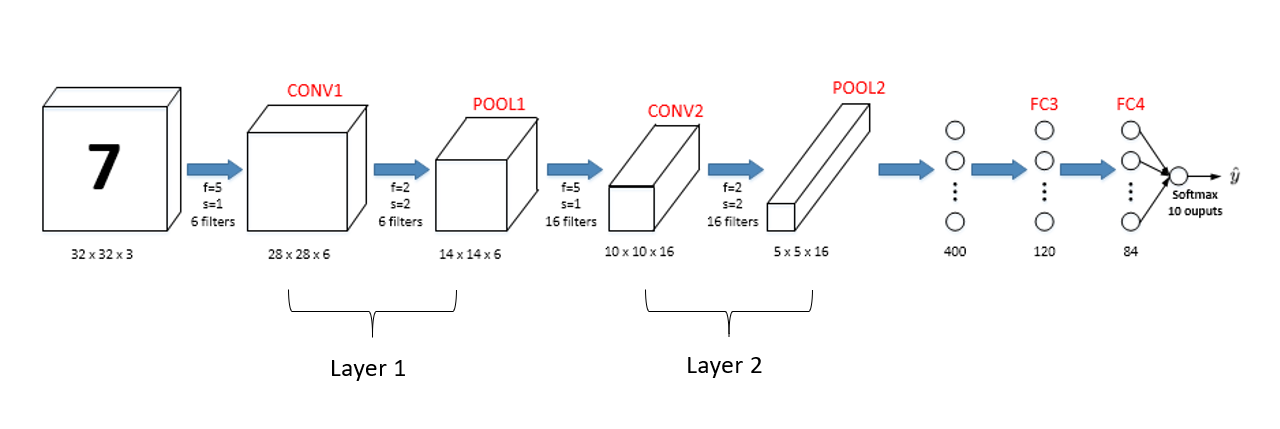 7
32 x 32 x 3
f=5
s=1
6 filters
CONV1
28 x 28 x 6
f=2
s=2
6 filters
POOL1
14 x 14 x 6
f=5
s=1
16 filters
CONV2
10 x 10 x 16
f=2
s=2
16 filters
POOL2
5 x 5 x 16
400
FC3
120
FC4
84
ŷ
Softmax
10 ouputs
Layer 1
Layer 2